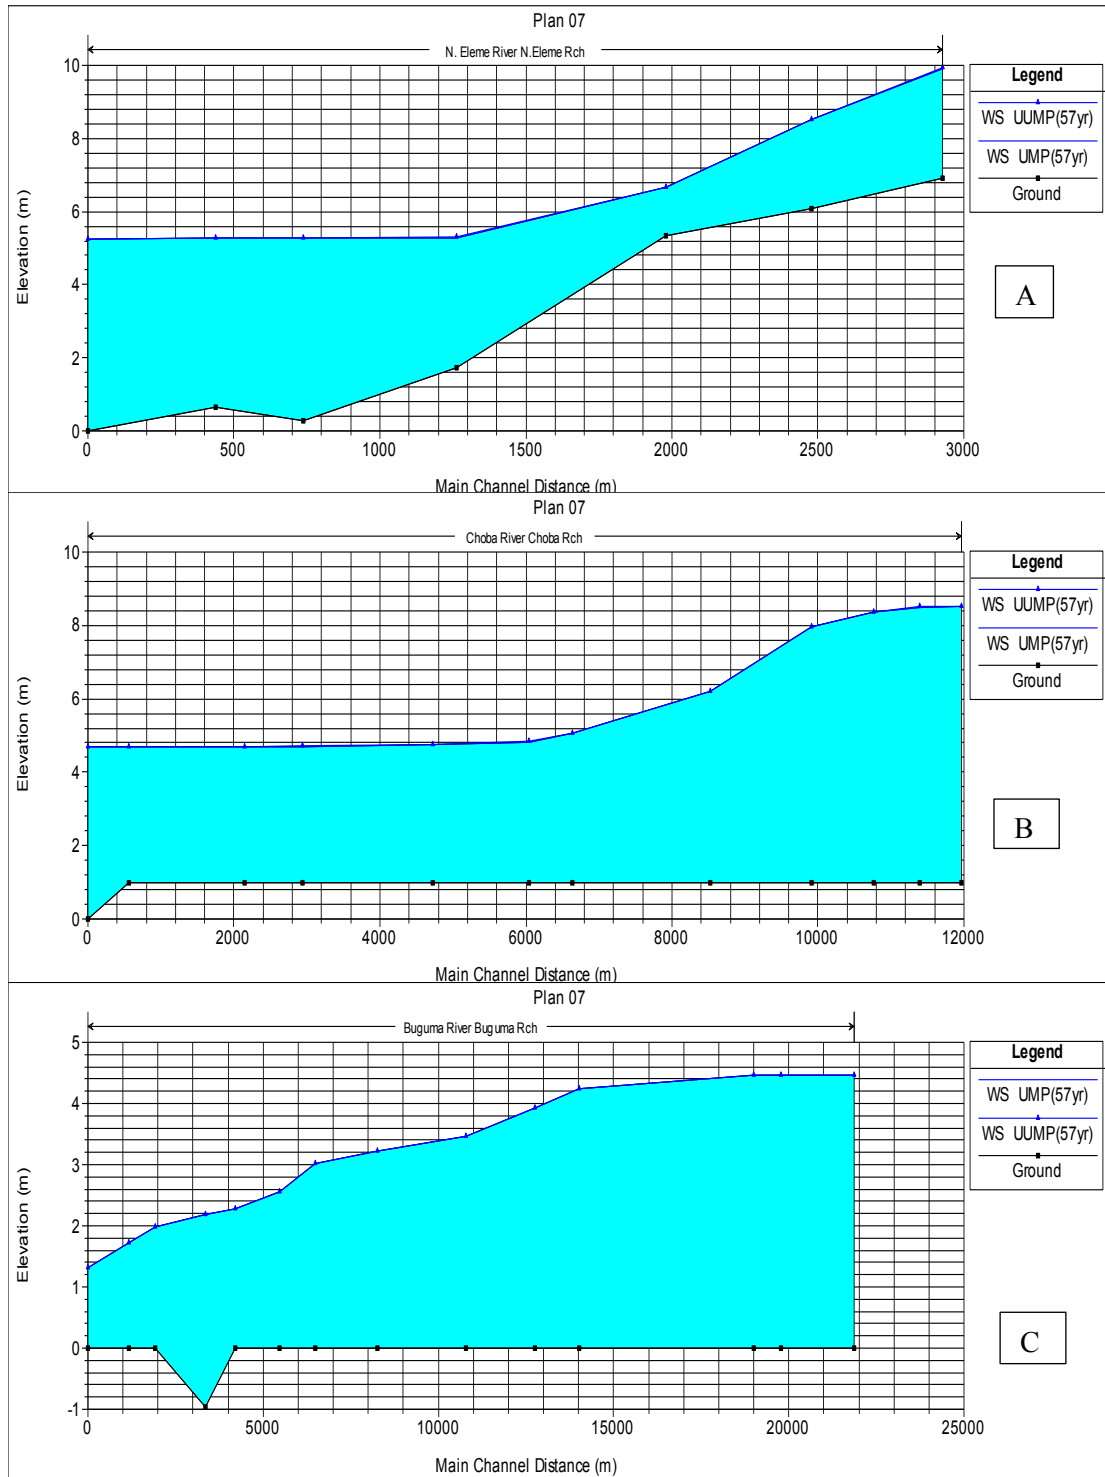 Plan 07
N. Eleme River N.Eleme Rch
Legend
WS UUMP(57yr)
WS UMP(57yr)
Ground
Elevation (m)
10
8
6
4
2
0
0 500 1000 1500 2000 2500 3000
Main Channel Distance (m)
A
Plan 07
Choba River Choba Rch
Legend
WS UUMP(57yr)
WS UMP(57yr)
Ground
Elevation (m)
10
8
6
4
2
0
0 2000 4000 6000 8000 10000 12000
Main Channel Distance (m)
B
Plan 07
Buguma River Buguma Rch
Legend
WS UMP(57yr)
WS UUMP(57yr)
Ground
Elevation (m)
5
4
3
2
1
0
-1
0 5000 10000 15000 20000 25000
Main Channel Distance (m)
C